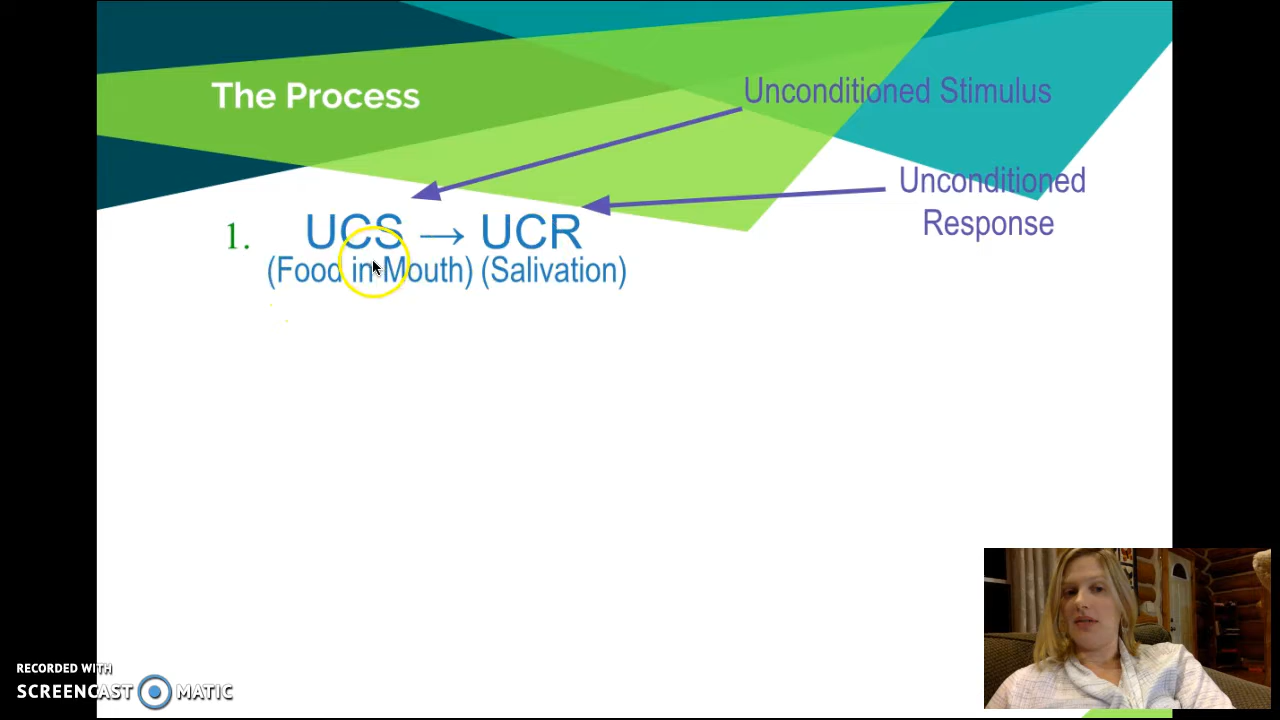 The Process
Unconditioned Stimulus
Unconditioned
Response
1. UCS → UCR
(Food in Mouth) (Salivation)
RECORDED WITH
SCREENCAST MATIC